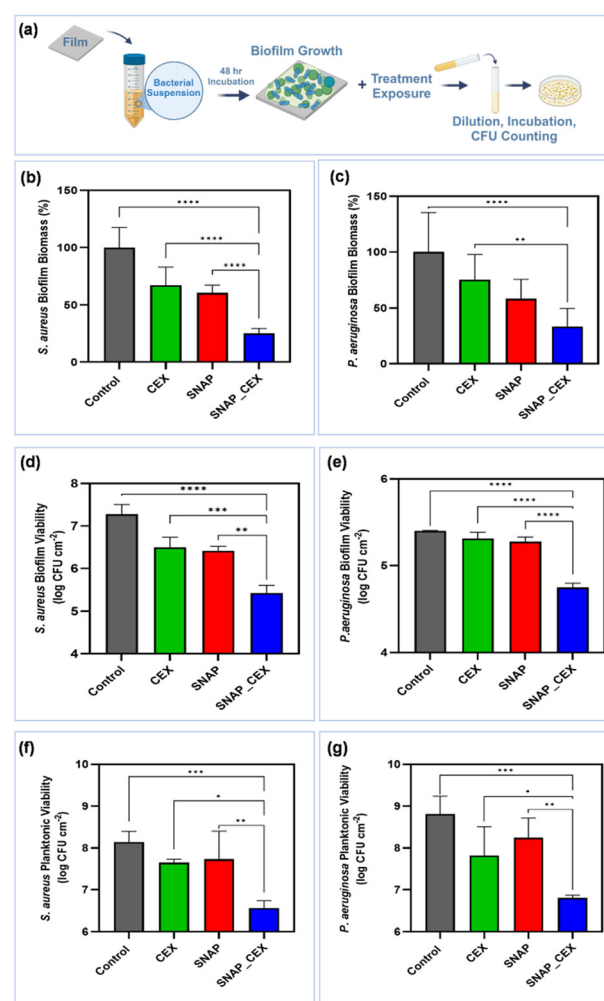 (a)
Film
Bacterial
Suspension
48 hr
Incubation
Biofilm Growth
+ Treatment
Exposure
Dilution, Incubation,
CFU Counting
(b)
S. aureus Biofilm Biomass (%)
150
100
50
0
****
****
****
Control
CEX
SNAP
SNAP_CEX
(c)
P. aeruginosa Biofilm Biomass (%)
150
100
50
0
****
**
Control
CEX
SNAP
SNAP_CEX
(d)
S. aureus Biofilm Viability
(log CFU cm-2)
8
7
6
5
4
****
***
**
Control
CEX
SNAP
SNAP_CEX
(e)
P.aeruginosa Biofilm Viability
(log CFU cm-2)
6
5
4
****
****
****
Control
CEX
SNAP
SNAP_CEX
(f)
S. aureus Planktonic Viability
(log CFU cm-2)
10
9
8
7
6
***
*
**
Control
CEX
SNAP
SNAP_CEX
(g)
P. aeruginosa Planktonic Viability
(log CFU cm-2)
10
9
8
7
6
***
*
**
Control
CEX
SNAP
SNAP_CEX